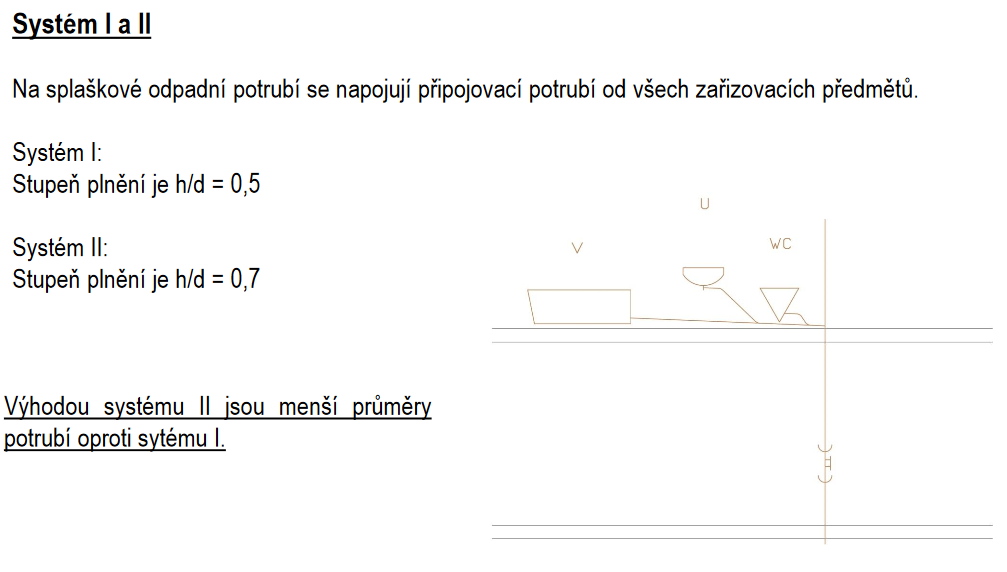 Systém I a II
Na splaškové odpadní potrubí se napojují připojovací potrubí od všech zařizovacích předmětů.
Systém I:
Stupeň plnění je h/d = 0,5
Systém II:
Stupeň plnění je h/d = 0,7
Výhodou systému II jsou menší průměry
potrubí oproti sytému I.
U
V
WC